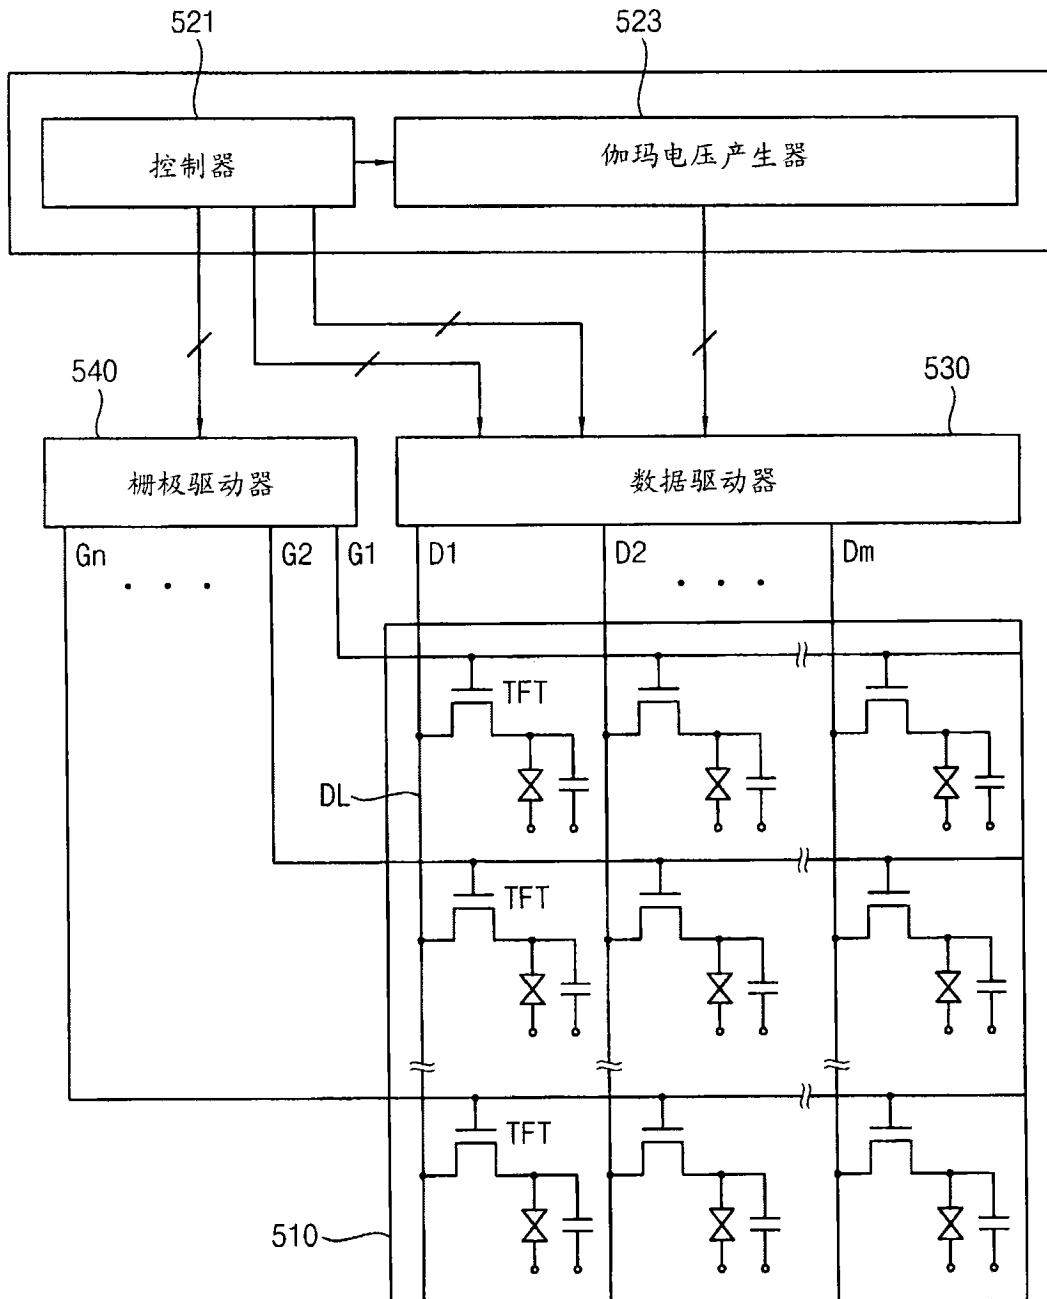 521
523
控制器
伽玛电压产生器
540
530
栅极驱动器
数据驱动器
Gn
G2
G1
D1
D2
Dm
. . .
. . .
TFT
DL
TFT
TFT
510